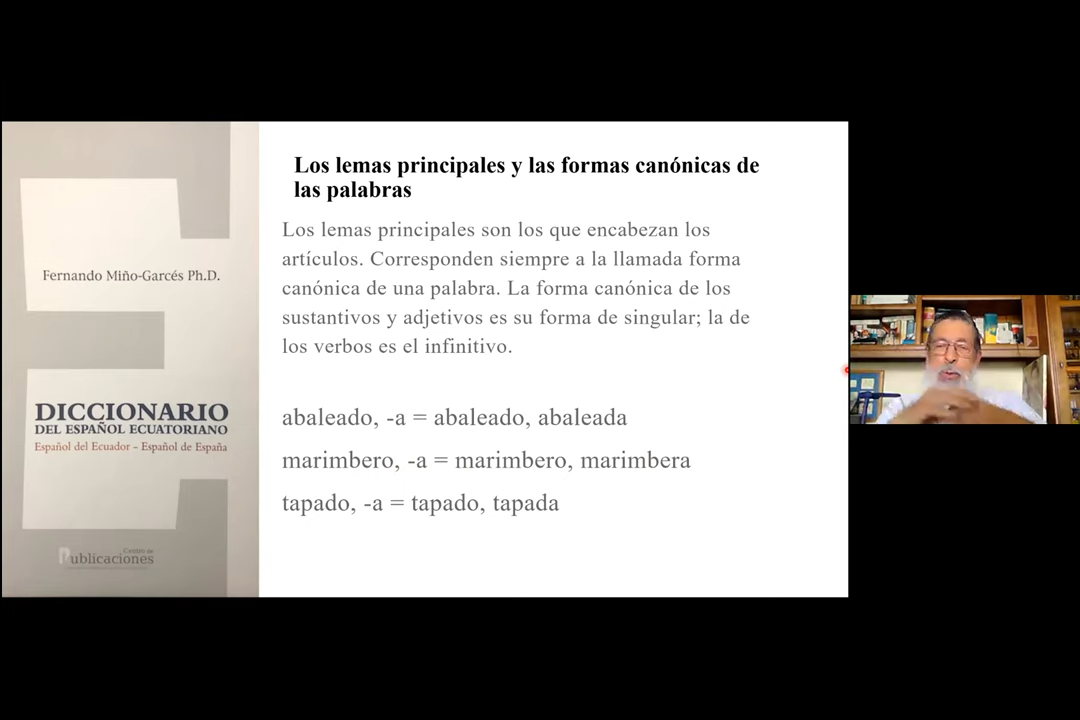 Fernando Miño-Garcés Ph.D.
DICCIONARIO
DEL ESPAÑOL ECUATORIANO
Español del Ecuador – Español de España
Centro de
Publicaciones
Los lemas principales y las formas canónicas de
las palabras
Los lemas principales son los que encabezan los
artículos. Corresponden siempre a la llamada forma
canónica de una palabra. La forma canónica de los
sustantivos y adjetivos es su forma de singular; la de
los verbos es el infinitivo.
abaleado, -a = abaleado, abaleada
marimbero, -a = marimbero, marimbera
tapado, -a = tapado, tapada